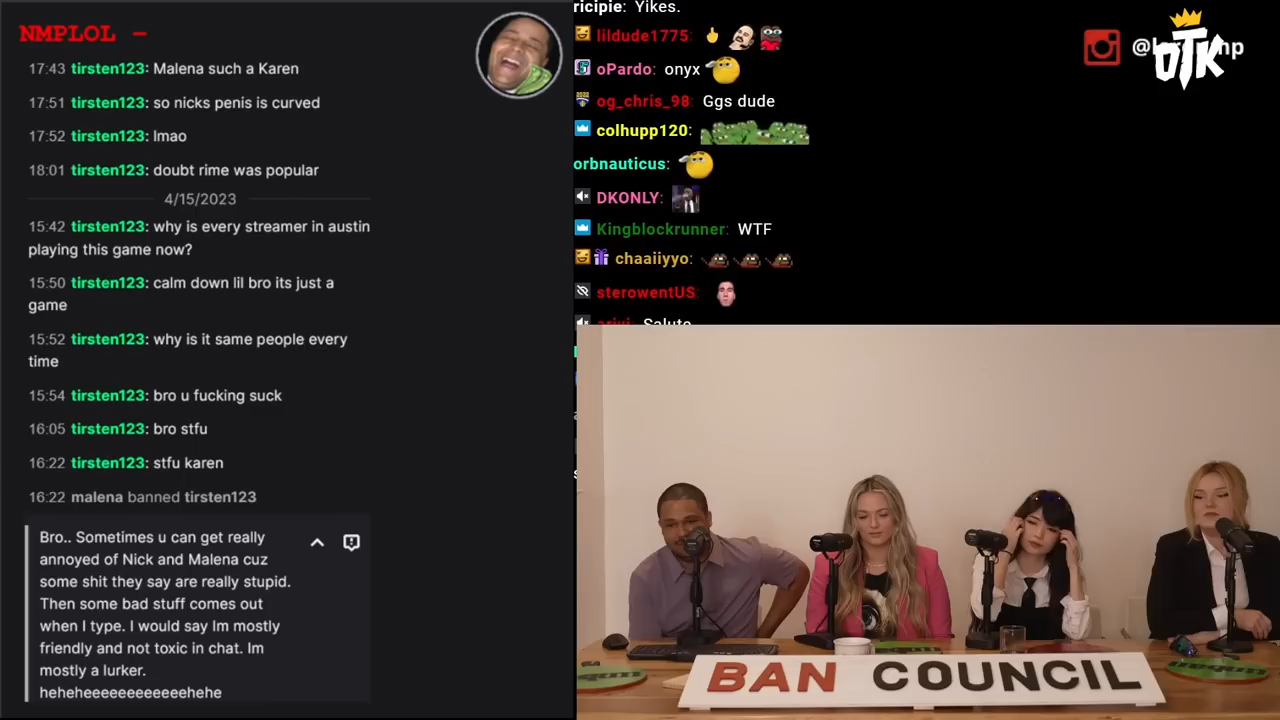 NMPLOL –
17:43 tirsten123: Malena such a Karen
17:51 tirsten123: so nicks penis is curved
17:52 tirsten123: lmao
18:01 tirsten123: doubt rime was popular
4/15/2023
15:42 tirsten123: why is every streamer in austin
playing this game now?
15:50 tirsten123: calm down lil bro its just a
game
15:52 tirsten123: why is it same people every
time
15:54 tirsten123: bro u fucking suck
16:05 tirsten123: bro stfu
16:22 tirsten123: stfu karen
16:22 malena banned tirsten123
Bro.. Sometimes u can get really
annoyed of Nick and Malena cuz
some shit they say are really stupid.
Then some bad stuff comes out
when I type. I would say Im mostly
friendly and not toxic in chat. Im
mostly a lurker.
heheheeeeeeeeeeeehehe
ricipie: Yikes.
lildude1775:
oPardo: onyx
og_chris_98: Ggs dude
colhupp120:
orbnauticus:
DKONLY:
Kingblockrunner: WTF
chaaiiyyo:
sterowentUS:
Salute
OTK
BAN COUNCIL